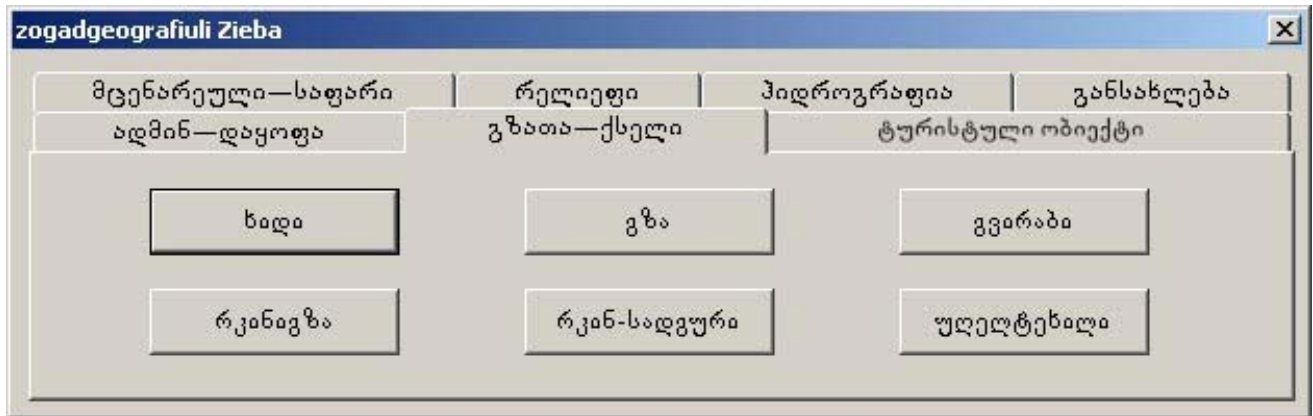 zogadgeografiuli Zieba
მცენარეული—საფარი რელიეფი ჰიდროგრაფია განსახლება
ადმინ—დაყოფა გზათა—ქსელი ტურისტული ობიექტი
ხიდი გზა გვირაბი
რკინიგზა რკინ-სადგური უღელტეხილი